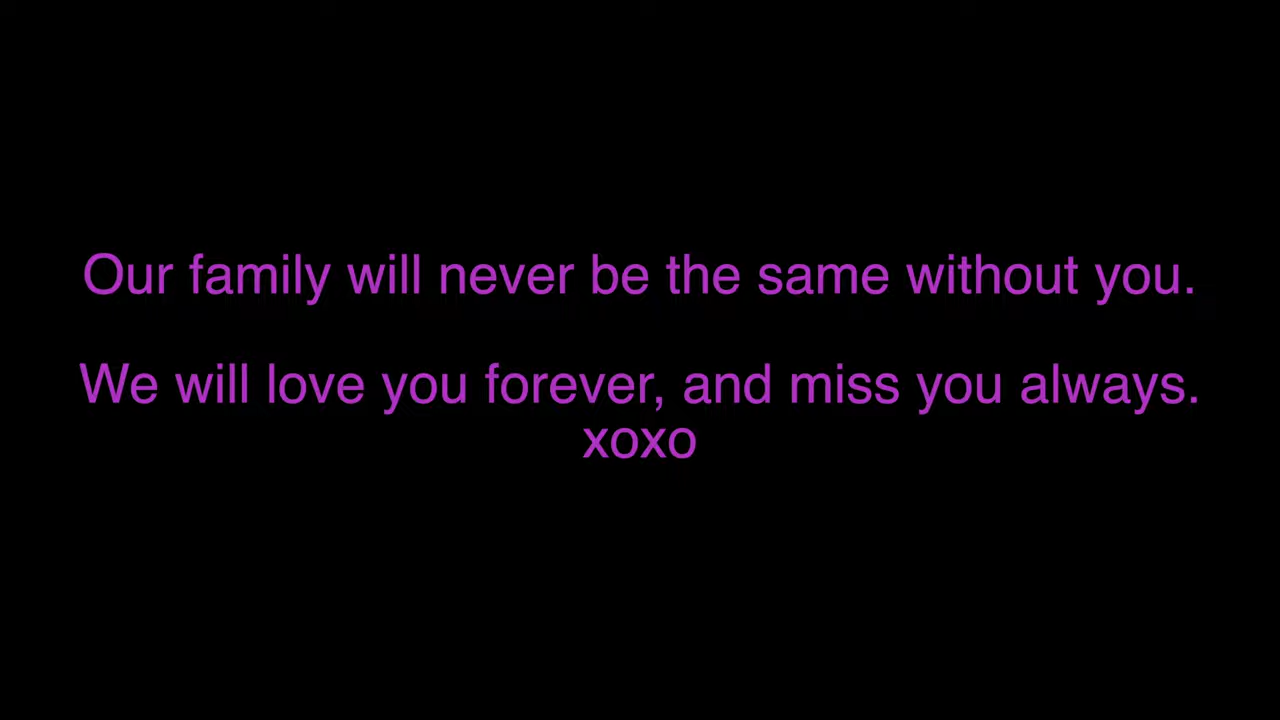 Our family will never be the same without you.
We will love you forever, and miss you always.
xoxo